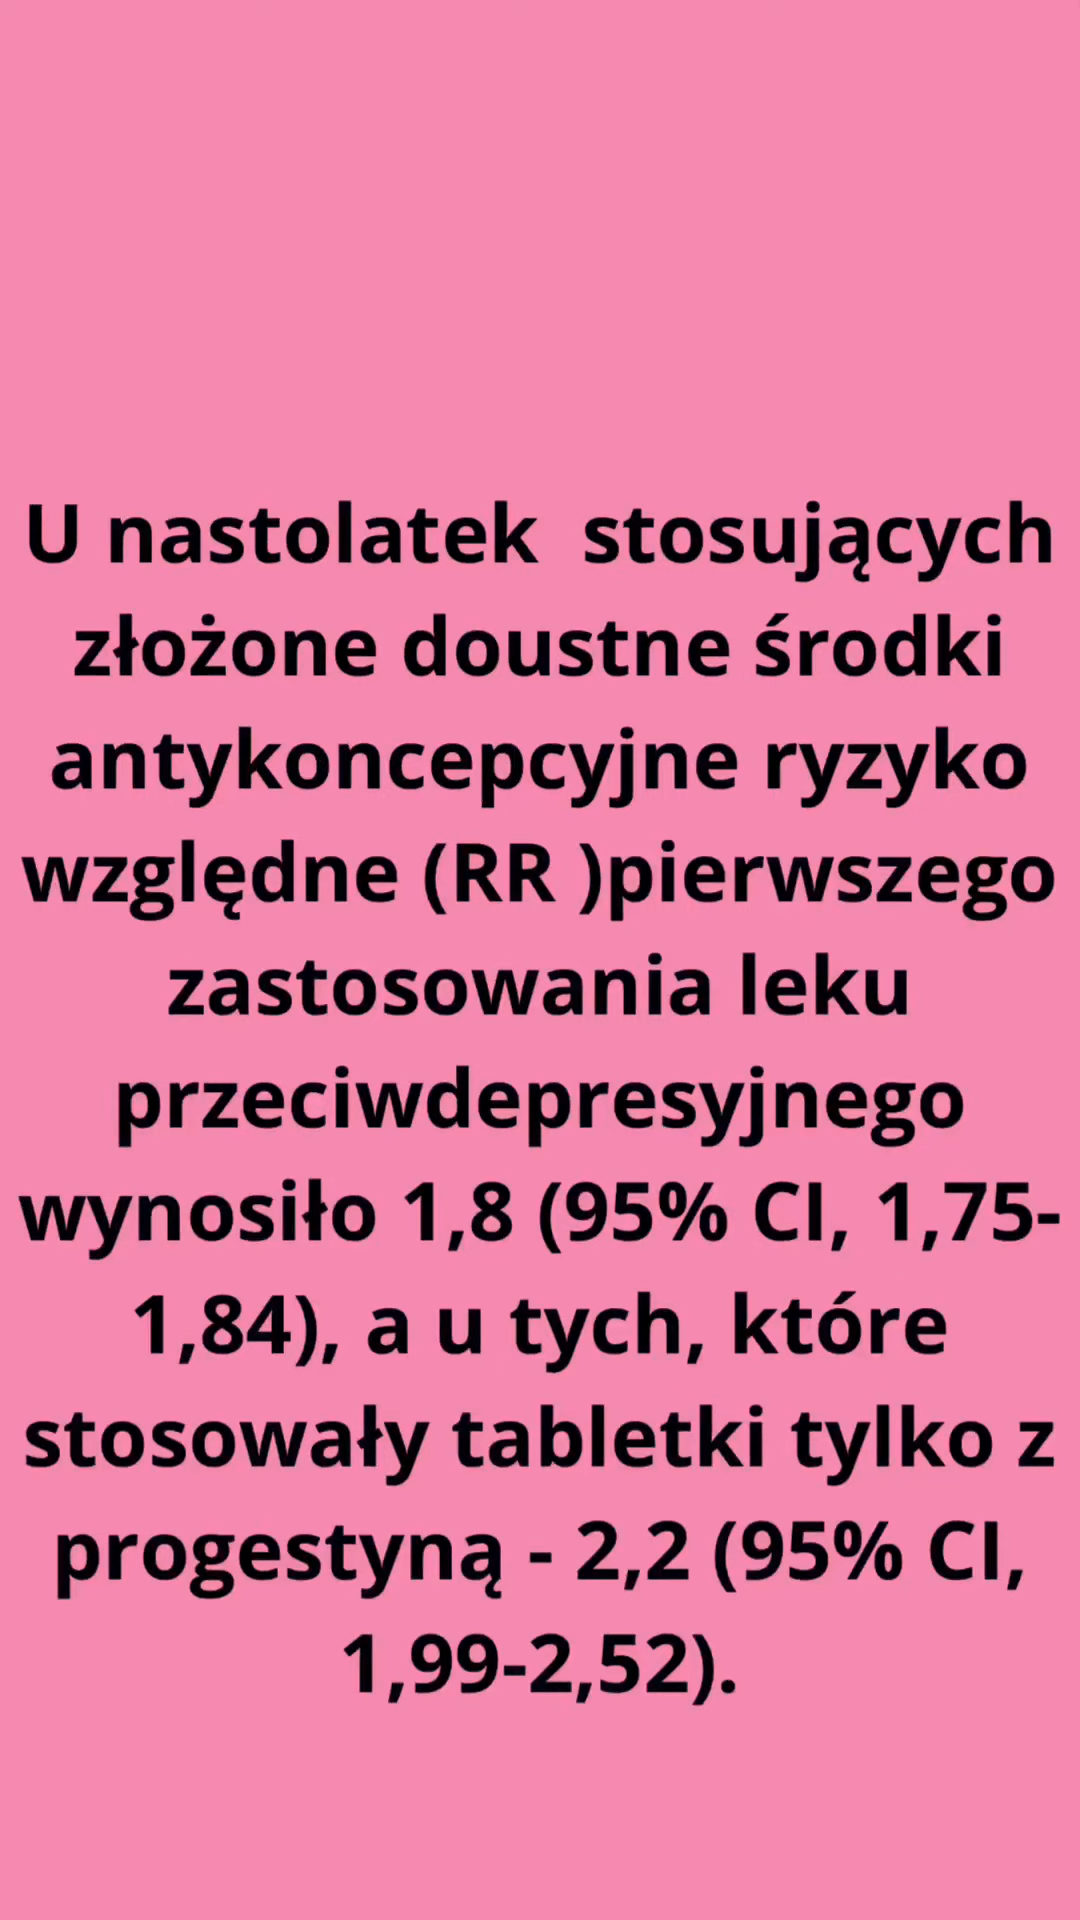 U nastolatek  stosujących
złożone doustne środki
antykoncepcyjne ryzyko
względne (RR )pierwszego
zastosowania leku
przeciwdepresyjnego
wynosiło 1,8 (95% CI, 1,75-
1,84), a u tych, które
stosowały tabletki tylko z
progestyną - 2,2 (95% CI,
1,99-2,52).